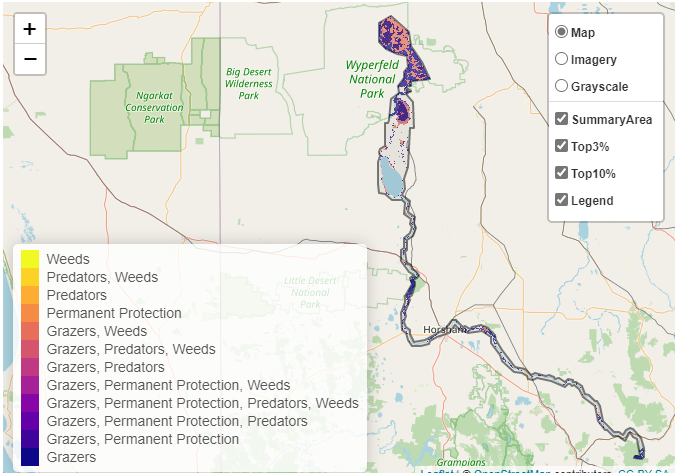 +
−
Map
Imagery
Grayscale
SummaryArea
Top3%
Top10%
Legend
Wyperfeld
National
Park
Big Desert
Wilderness
Park
Ngarkat
Conservation
Park
Little Desert
National
Park
Horsham
Weeds
Predators, Weeds
Predators
Permanent Protection
Grazers, Weeds
Grazers, Predators, Weeds
Grazers, Predators
Grazers, Permanent Protection, Weeds
Grazers, Permanent Protection, Predators, Weeds
Grazers, Permanent Protection, Predators
Grazers, Permanent Protection
Grazers
Grampians
Leaflet | © OpenStreetMap contributors, CC-BY-SA